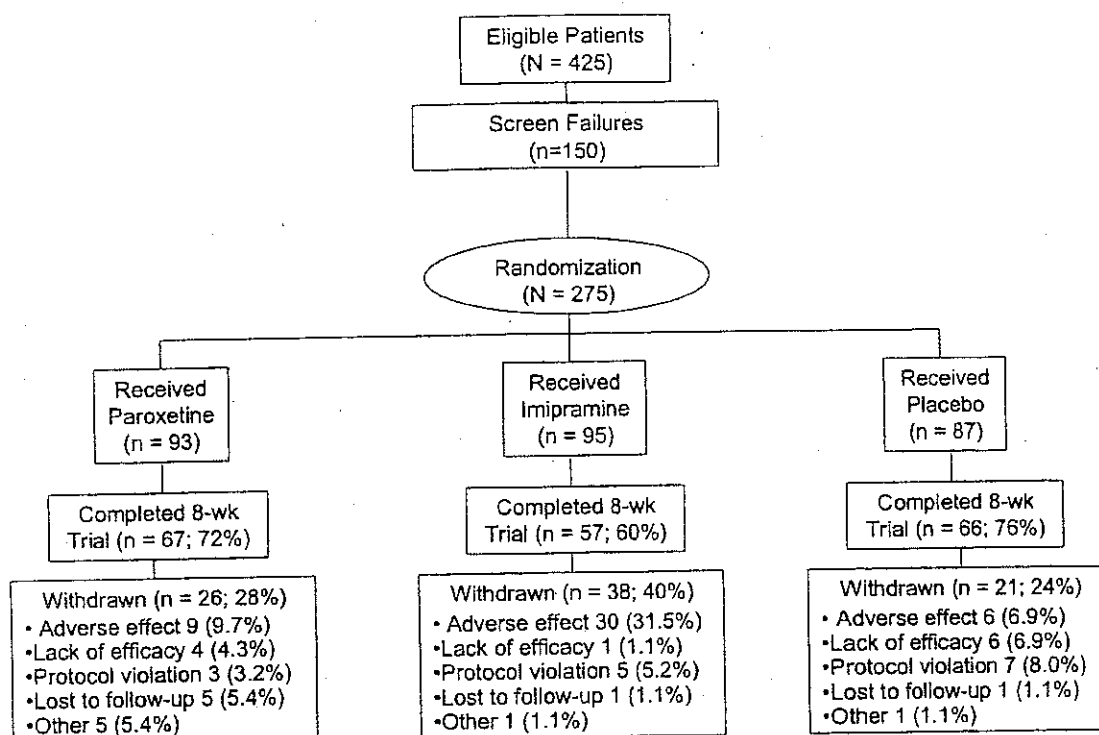 Eligible Patients
(N = 425)
Screen Failures
(n=150)
Randomization
(N = 275)
Received
Paroxetine
(n = 93)
Received
Imipramine
(n = 95)
Received
Placebo
(n = 87)
Completed 8-wk
Trial (n = 67; 72%)
Completed 8-wk
Trial (n = 57; 60%)
Completed 8-wk
Trial (n = 66; 76%)
Withdrawn (n = 26; 28%)
• Adverse effect 9 (9.7%)
•Lack of efficacy 4 (4.3%)
•Protocol violation 3 (3.2%)
•Lost to follow-up 5 (5.4%)
•Other 5 (5.4%)
Withdrawn (n = 38; 40%)
• Adverse effect 30 (31.5%)
•Lack of efficacy 1 (1.1%)
•Protocol violation 5 (5.2%)
•Lost to follow-up 1 (1.1%)
•Other 1 (1.1%)
Withdrawn (n = 21; 24%)
• Adverse effect 6 (6.9%)
•Lack of efficacy 6 (6.9%)
•Protocol violation 7 (8.0%)
•Lost to follow-up 1 (1.1%)
•Other 1 (1.1%)